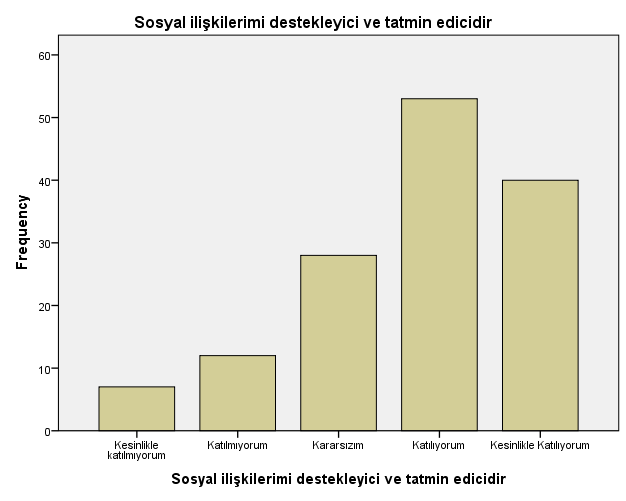 Sosyal ilişkilerimi destekleyici ve tatmin edicidir
60
50
40
30
20
10
0
Frequency
Kesinlikle
katılmıyorum
Katılmıyorum
Kararsızım
Katılıyorum
Kesinlikle Katılıyorum
Sosyal ilişkilerimi destekleyici ve tatmin edicidir